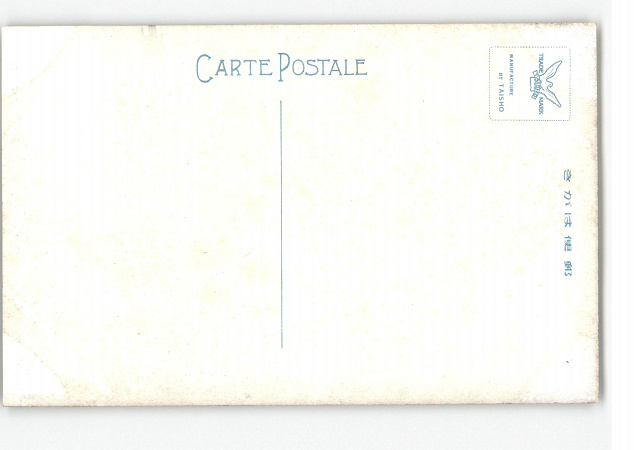 CARTE POSTALE
TRADE MARK
MANUFACTURE
BY TAISHO
郵便はがき